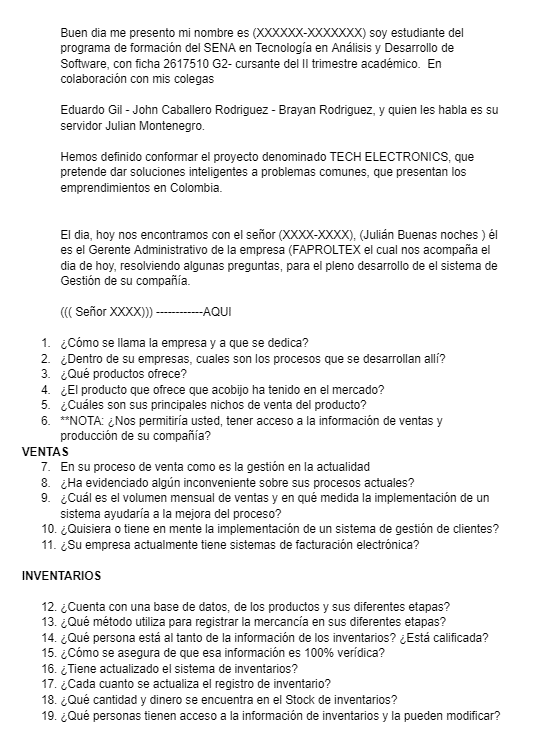 Buen dia me presento mi nombre es (XXXXXX-XXXXXXX) soy estudiante del
programa de formación del SENA en Tecnología en Análisis y Desarrollo de
Software, con ficha 2617510 G2- cursante del II trimestre académico.  En
colaboración con mis colegas
Eduardo Gil - John Caballero Rodriguez - Brayan Rodriguez, y quien les habla es su
servidor Julian Montenegro.
Hemos definido conformar el proyecto denominado TECH ELECTRONICS, que
pretende dar soluciones inteligentes a problemas comunes, que presentan los
emprendimientos en Colombia.
El dia, hoy nos encontramos con el señor (XXXX-XXXX), (Julián Buenas noches ) él
es el Gerente Administrativo de la empresa (FAPROLTEX el cual nos acompaña el
dia de hoy, resolviendo algunas preguntas, para el pleno desarrollo de el sistema de
Gestión de su compañía.
((( Señor XXXX))) ------------AQUI
1. ¿Cómo se llama la empresa y a que se dedica?
2. ¿Dentro de su empresas, cuales son los procesos que se desarrollan allí?
3. ¿Qué productos ofrece?
4. ¿El producto que ofrece que acobijo ha tenido en el mercado?
5. ¿Cuáles son sus principales nichos de venta del producto?
6. **NOTA: ¿Nos permitiría usted, tener acceso a la información de ventas y
producción de su compañía?
VENTAS
7. En su proceso de venta como es la gestión en la actualidad
8. ¿Ha evidenciado algún inconveniente sobre sus procesos actuales?
9. ¿Cuál es el volumen mensual de ventas y en qué medida la implementación de un
sistema ayudaría a la mejora del proceso?
10. ¿Quisiera o tiene en mente la implementación de un sistema de gestión de clientes?
11. ¿Su empresa actualmente tiene sistemas de facturación electrónica?
INVENTARIOS
12. ¿Cuenta con una base de datos, de los productos y sus diferentes etapas?
13. ¿Qué método utiliza para registrar la mercancía en sus diferentes etapas?
14. ¿Qué persona está al tanto de la información de los inventarios? ¿Está calificada?
15. ¿Cómo se asegura de que esa información es 100% verídica?
16. ¿Tiene actualizado el sistema de inventarios?
17. ¿Cada cuanto se actualiza el registro de inventario?
18. ¿Qué cantidad y dinero se encuentra en el Stock de inventarios?
19. ¿Qué personas tienen acceso a la información de inventarios y la pueden modificar?